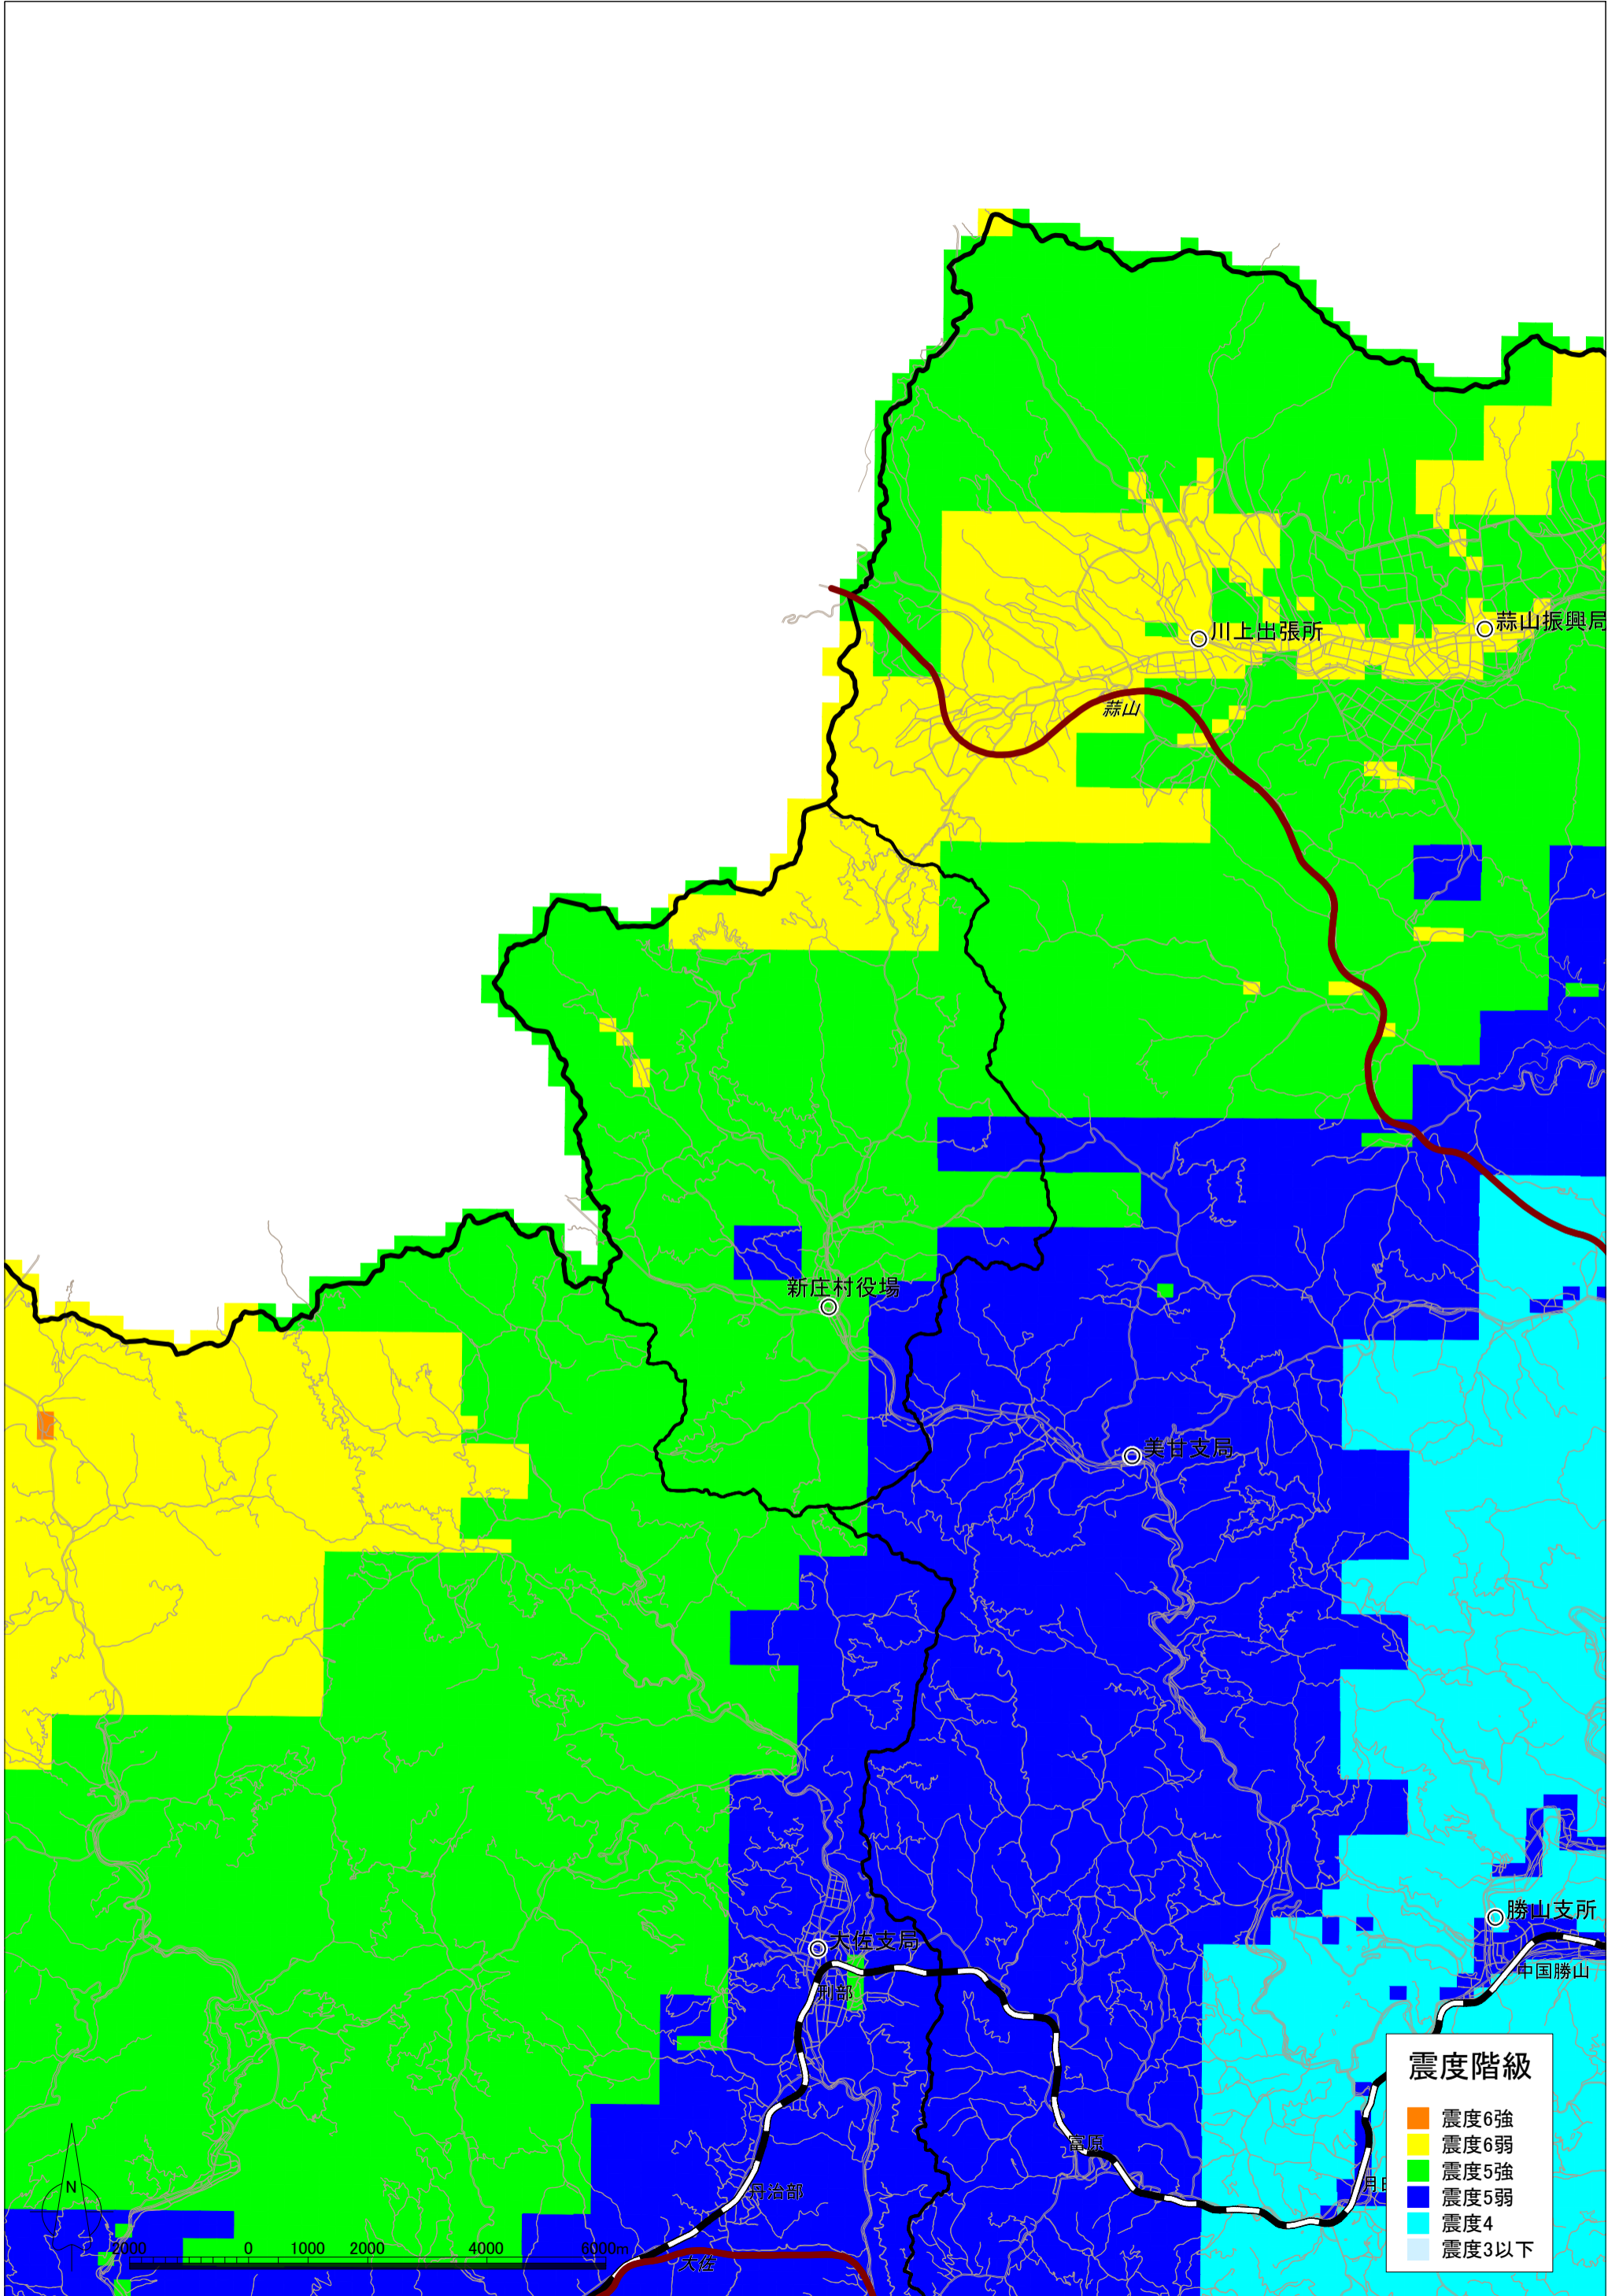 川上出張所
蒜山振興局
蒜山
新庄村役場
美甘支局
勝山支所
大佐支局
中国勝山
刑部
富原
丹治部
大佐
震度階級
震度6強
震度6弱
震度5強
震度5弱
震度4
震度3以下
N
2000 0 1000 2000 4000 6000m